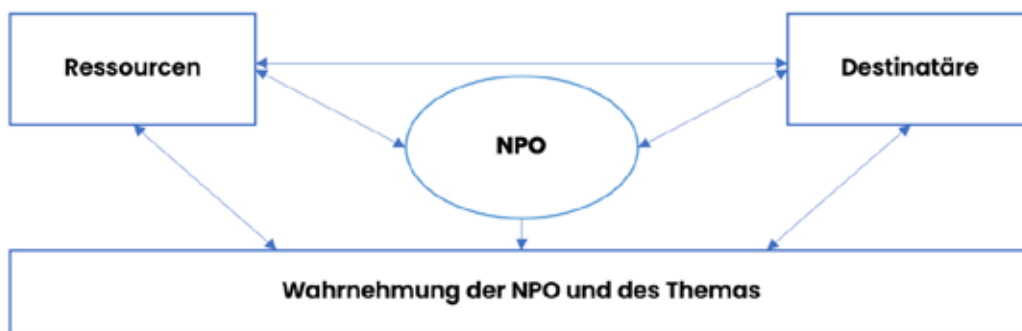 Ressourcen
Destinatäre
NPO
Wahrnehmung der NPO und des Themas